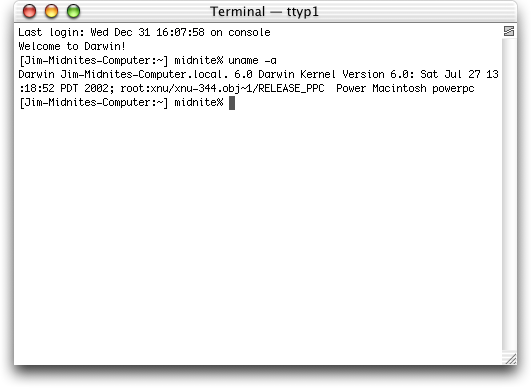 Terminal — ttyp1
Last login: Wed Dec 31 16:07:58 on console
Welcome to Darwin!
[Jim-Midnites-Computer:~] midnite% uname -a
Darwin Jim-Midnites-Computer.local. 6.0 Darwin Kernel Version 6.0: Sat Jul 27 13
:18:52 PDT 2002; root:xnu/xnu-344.obj~1/RELEASE_PPC  Power Macintosh powerpc
[Jim-Midnites-Computer:~] midnite%